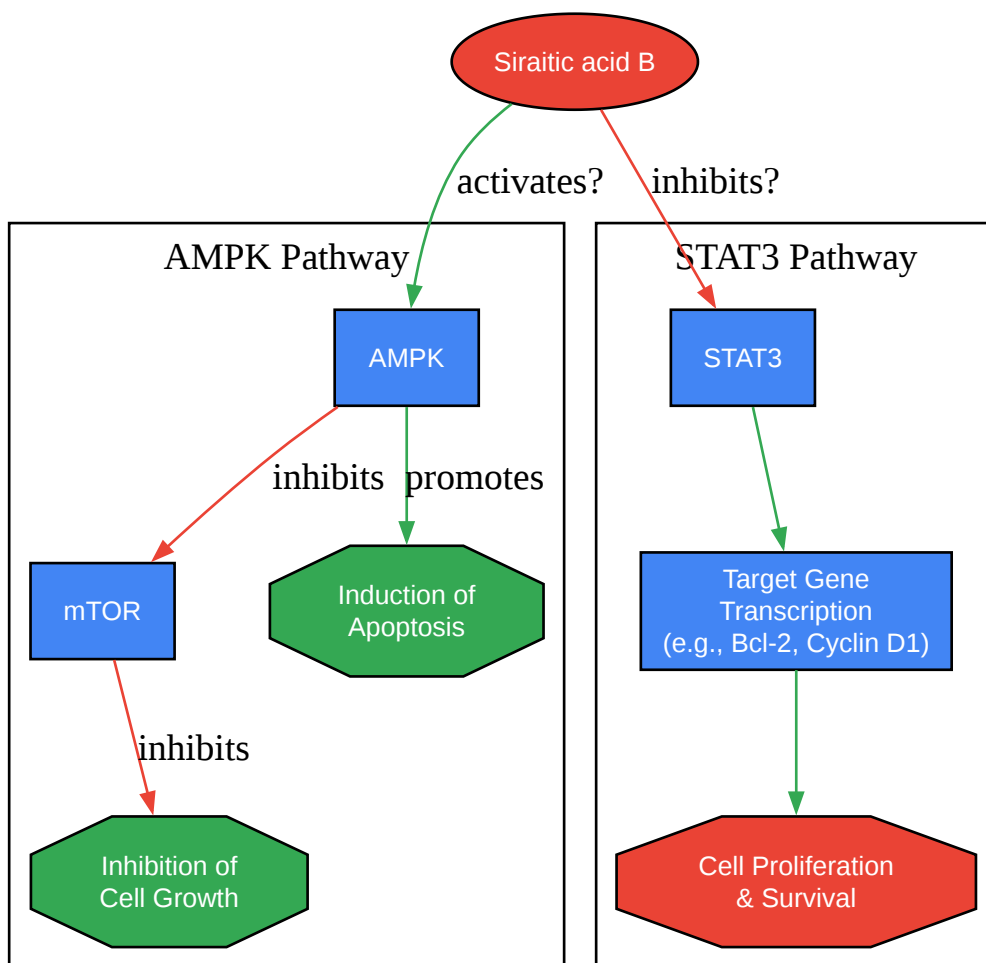 Siraitic acid B
activates?
inhibits?
AMPK Pathway
STAT3 Pathway
AMPK
STAT3
inhibits
promotes
mTOR
Induction of
Apoptosis
Target Gene
Transcription
(e.g., Bcl-2, Cyclin D1)
inhibits
Inhibition of
Cell Growth
Cell Proliferation
& Survival